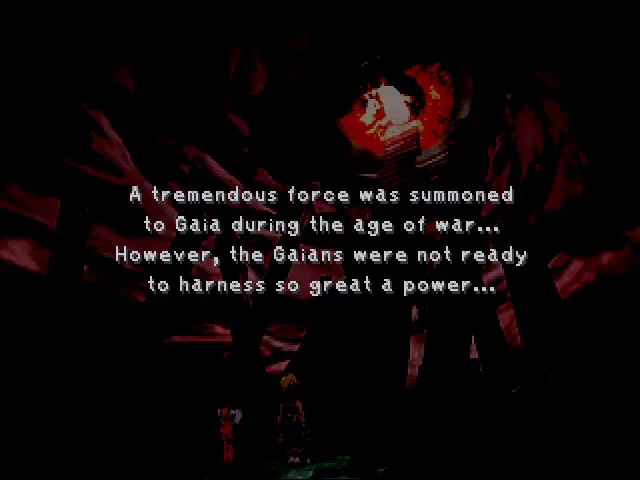 A tremendous force was summoned
to Gaia during the age of war...
However, the Gaians were not ready
to harness so great a power...